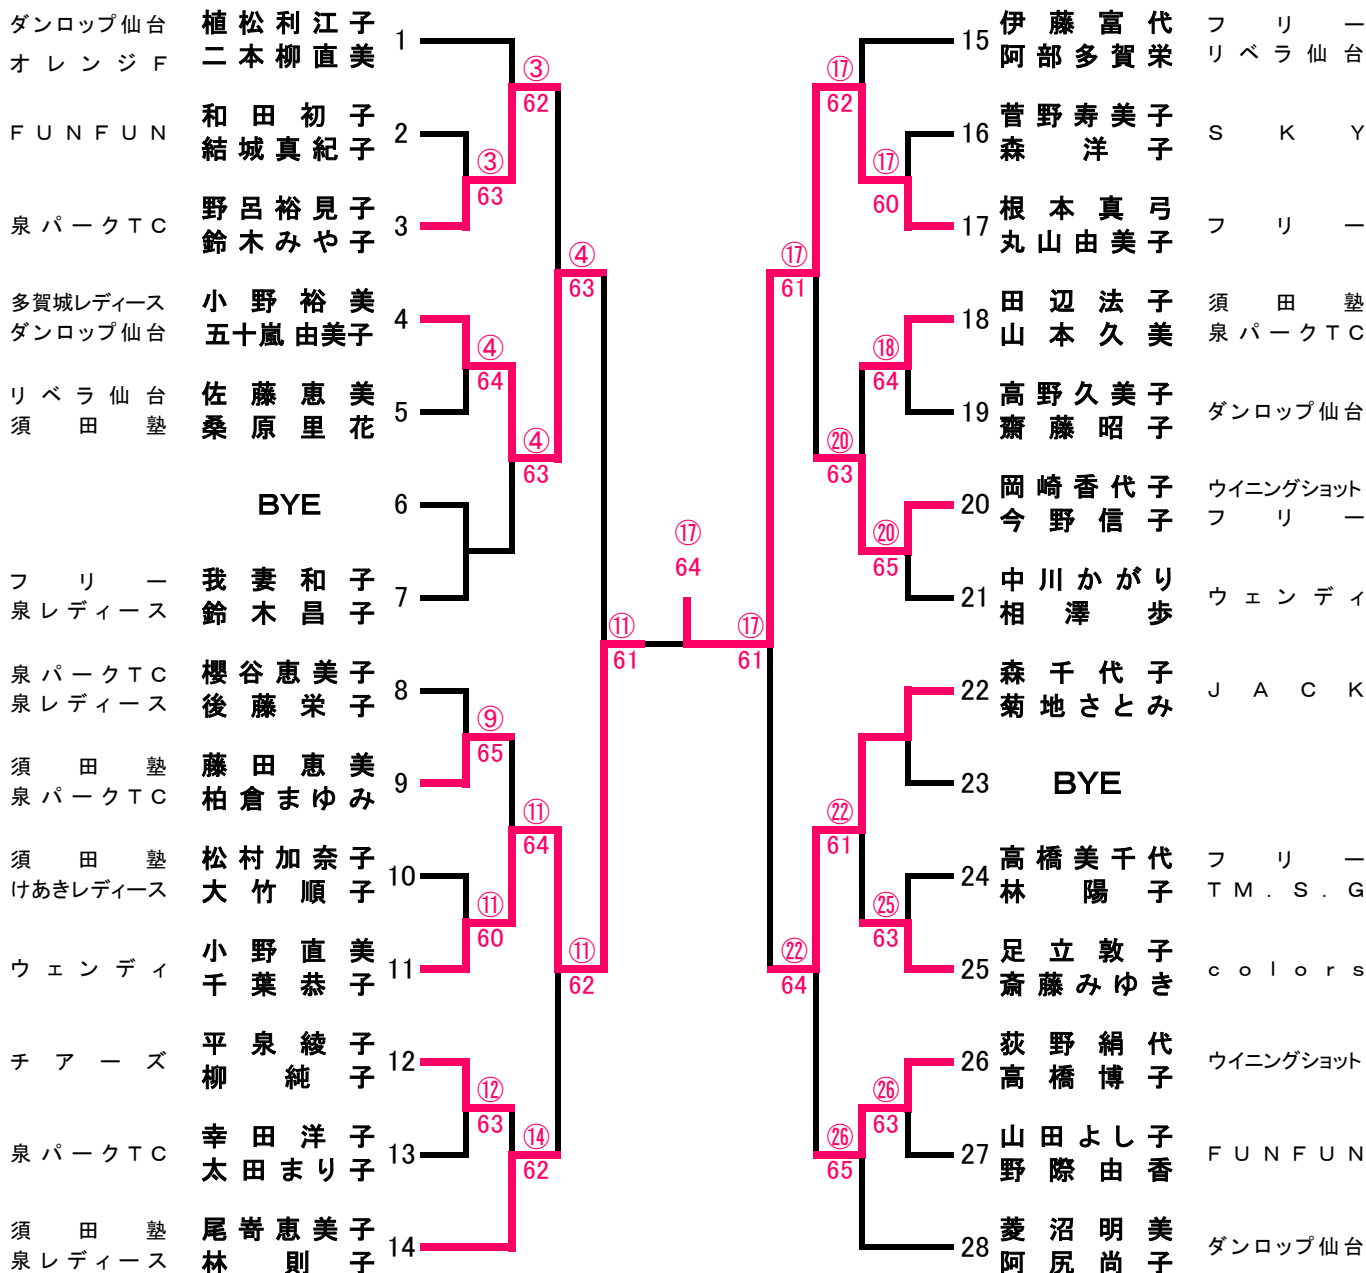 ダンロップ仙台 植松利江子
オレンジF 二本柳直美
1
③
62
FUNFUN 和田初子
結城真紀子
2
③
63
泉パークTC 野呂裕見子
鈴木みや子
3
④
63
多賀城レディース 小野裕美
ダンロップ仙台 五十嵐由美子
4
④
64
リベラ仙台 佐藤恵美
須田塾 桑原里花
5
④
63
BYE
6
フリー 我妻和子
泉レディース 鈴木昌子
7
⑪
61
泉パークTC 櫻谷恵美子
泉レディース 後藤栄子
8
⑨
65
須田塾 藤田恵美
泉パークTC 柏倉まゆみ
9
⑪
64
須田塾 松村加奈子
けあきレディース 大竹順子
10
⑪
60
ウェンディ 小野直美
千葉恭子
11
⑪
62
チアーズ 平泉綾子
柳純子
12
⑫
63
泉パークTC 幸田洋子
太田まり子
13
⑭
62
須田塾 尾嵜恵美子
泉レディース 林則子
14
⑰
64
15
伊藤富代 フリー
阿部多賀栄 リベラ仙台
⑰
62
16
菅野寿美子 SKY
森洋子
⑰
60
17
根本真弓 フリー
丸山由美子
⑰
61
18
田辺法子 須田塾
山本久美 泉パークTC
⑱
64
19
高野久美子 ダンロップ仙台
齋藤昭子
⑳
63
20
岡崎香代子 ウイニングショット
今野信子 フリー
⑳
65
21
中川かがり ウェンディ
相澤歩
⑰
61
22
森千代子 JACK
菊地さとみ
23
BYE
㉒
61
24
高橋美千代 フリー
林陽子 TM.S.G
㉕
63
25
足立敦子 colors
斎藤みゆき
㉒
64
26
荻野絹代 ウイニングショット
高橋博子
㉖
63
27
山田よし子 FUNFUN
野際由香
㉖
65
28
菱沼明美 ダンロップ仙台
阿尻尚子